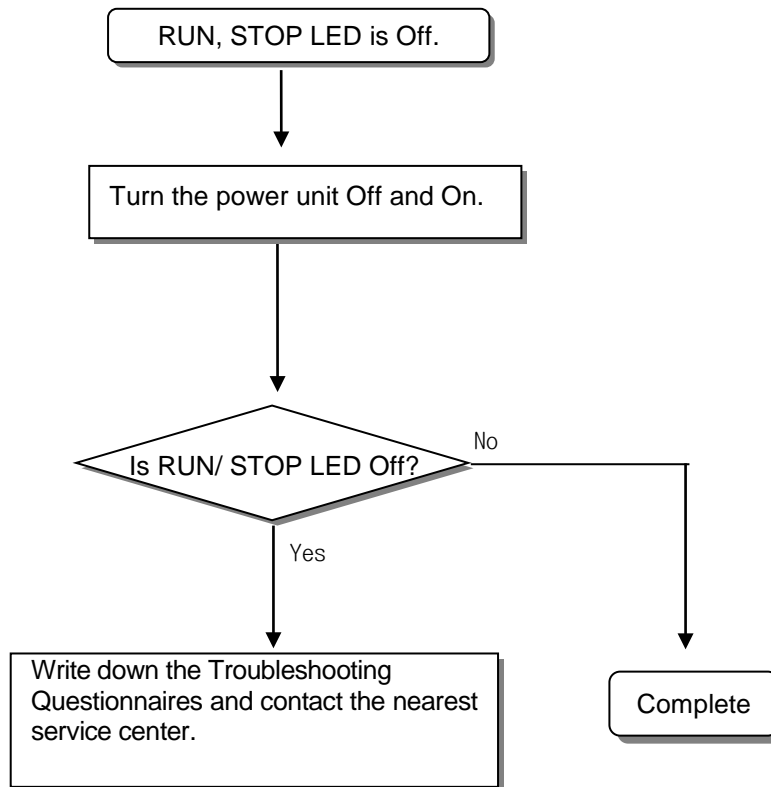 RUN, STOP LED is Off.
Turn the power unit Off and On.
Is RUN/ STOP LED Off?
No
Yes
Write down the Troubleshooting
Questionnaires and contact the nearest
service center.
Complete